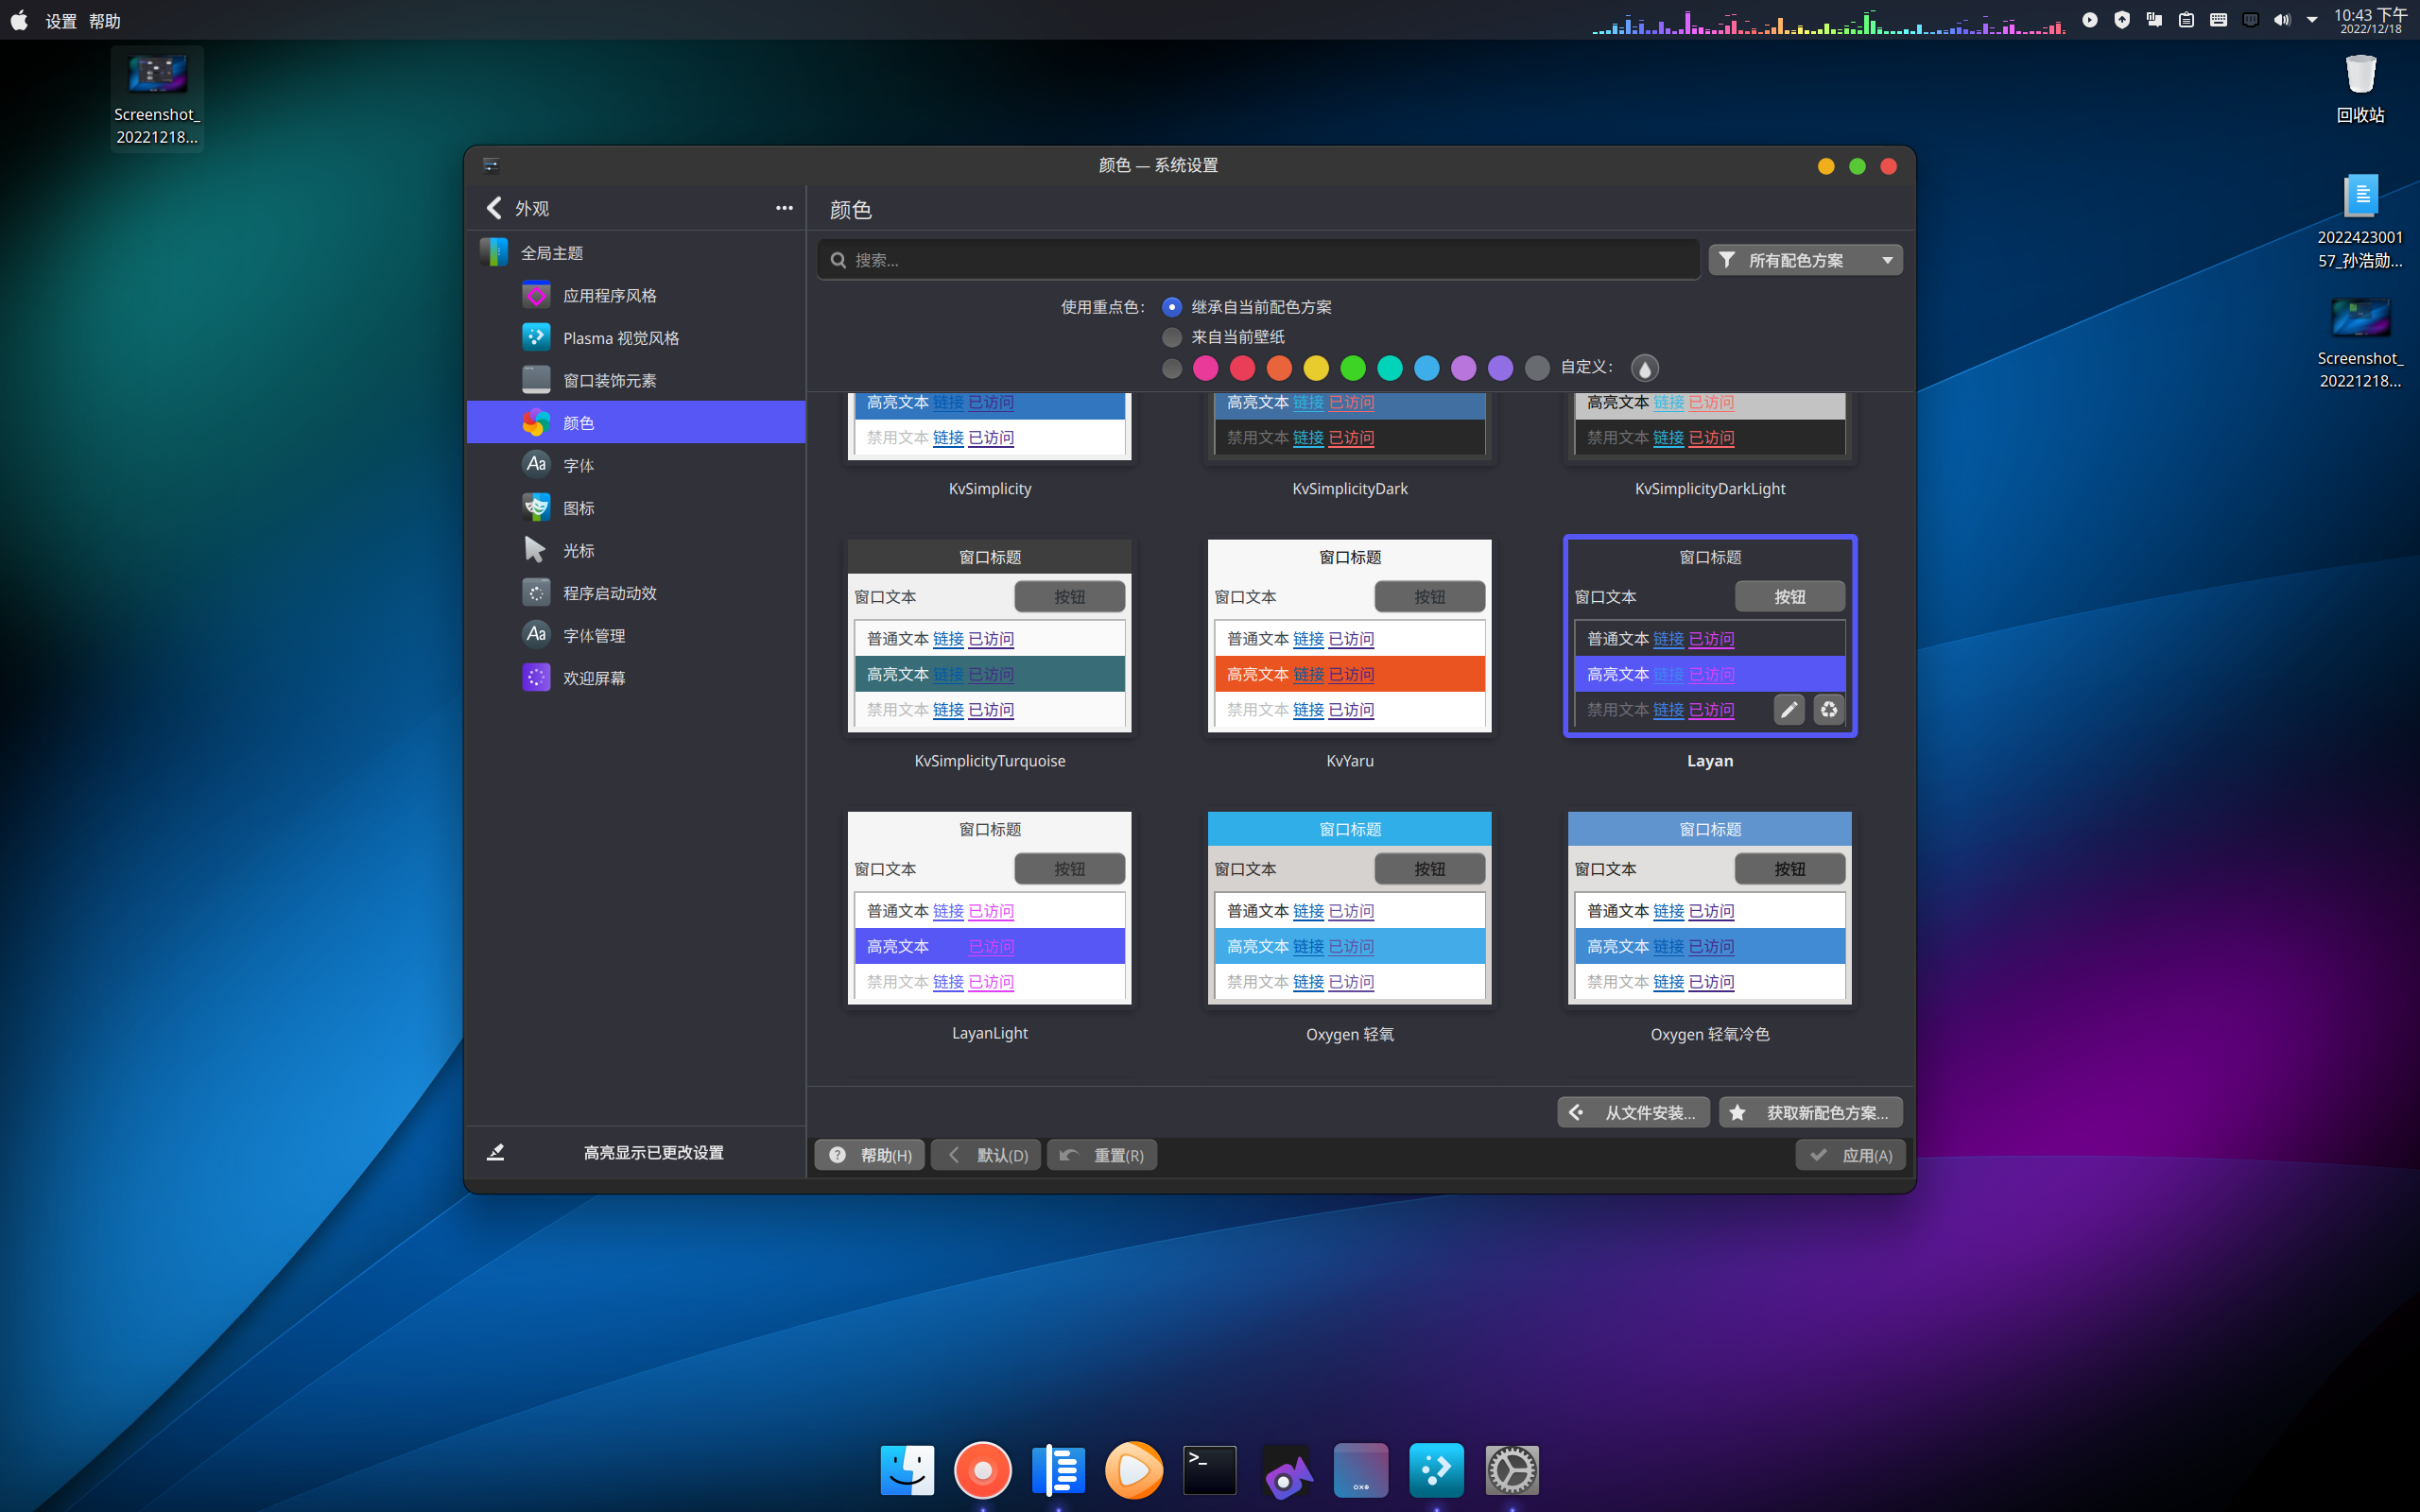 设置 帮助
10:43 下午
2022/12/18
Screenshot_
20221218...
回收站
2022423001
57_孙浩勋...
Screenshot_
20221218...
颜色 — 系统设置
外观
全局主题
应用程序风格
Plasma 视觉风格
窗口装饰元素
颜色
字体
图标
光标
程序启动动效
字体管理
欢迎屏幕
高亮显示已更改设置
颜色
搜索...
所有配色方案
使用重点色:
继承自当前配色方案
来自当前壁纸
自定义:
高亮文本 链接 已访问
禁用文本 链接 已访问
KvSimplicity
高亮文本 链接 已访问
禁用文本 链接 已访问
KvSimplicityDark
高亮文本 链接 已访问
禁用文本 链接 已访问
KvSimplicityDarkLight
窗口标题
窗口文本 按钮
普通文本 链接 已访问
高亮文本 链接 已访问
禁用文本 链接 已访问
KvSimplicityTurquoise
窗口标题
窗口文本 按钮
普通文本 链接 已访问
高亮文本 链接 已访问
禁用文本 链接 已访问
KvYaru
窗口标题
窗口文本 按钮
普通文本 链接 已访问
高亮文本 链接 已访问
禁用文本 链接 已访问
Layan
窗口标题
窗口文本 按钮
普通文本 链接 已访问
高亮文本 已访问
禁用文本 链接 已访问
LayanLight
窗口标题
窗口文本 按钮
普通文本 链接 已访问
高亮文本 链接 已访问
禁用文本 链接 已访问
Oxygen 轻氧
窗口标题
窗口文本 按钮
普通文本 链接 已访问
高亮文本 链接 已访问
禁用文本 链接 已访问
Oxygen 轻氧冷色
从文件安装... 获取新配色方案...
帮助(H) 默认(D) 重置(R) 应用(A)